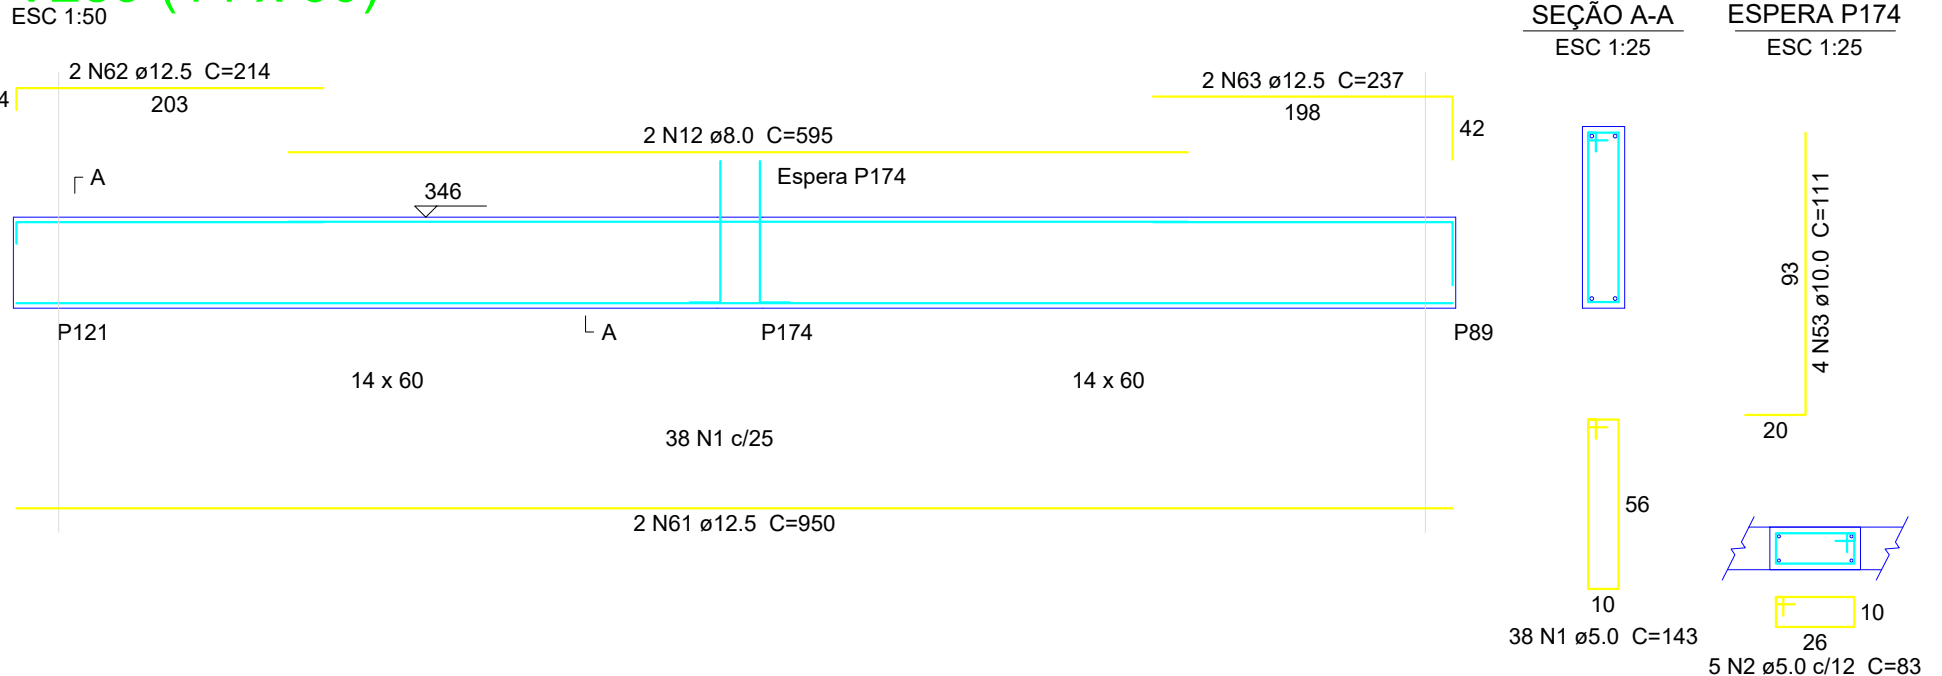 ESC 1:50
SEÇÃO A-A
ESC 1:25
ESPERA P174
ESC 1:25
2 N62 ø12.5 C=214
203
2 N63 ø12.5 C=237
198
42
2 N12 ø8.0 C=595
A
346
Espera P174
P121
A
P174
P89
14 x 60
14 x 60
38 N1 c/25
2 N61 ø12.5 C=950
56
10
38 N1 ø5.0 C=143
93
4 N53 ø10.0 C=111
20
10
26
5 N2 ø5.0 c/12 C=83